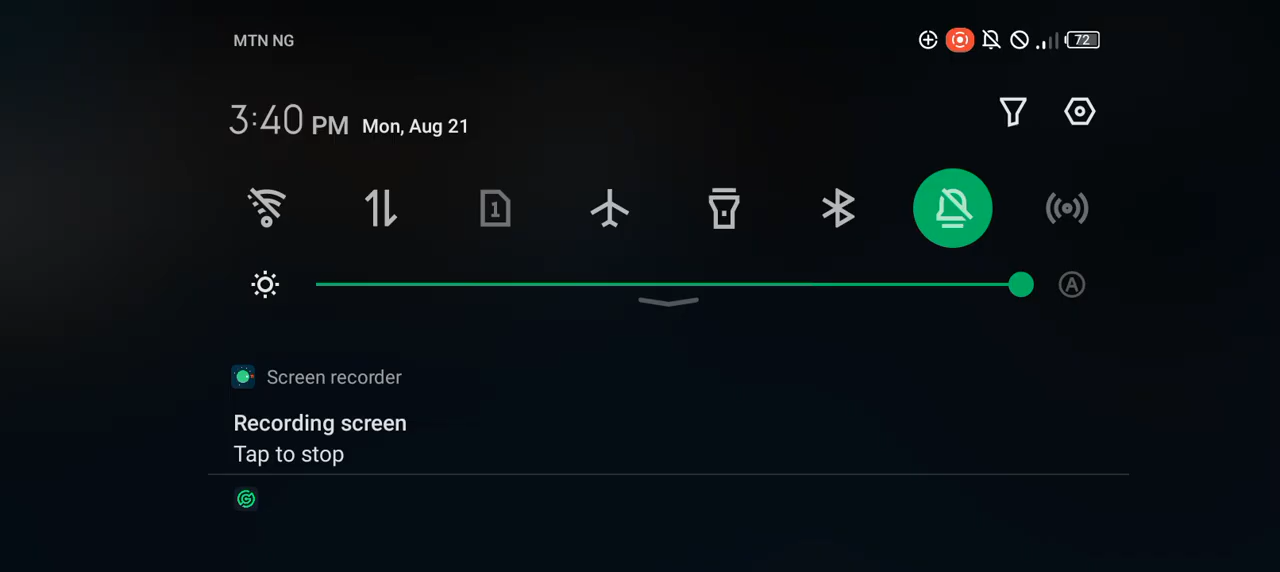 MTN NG
72
3:40 PM Mon, Aug 21
1
A
Screen recorder
Recording screen
Tap to stop